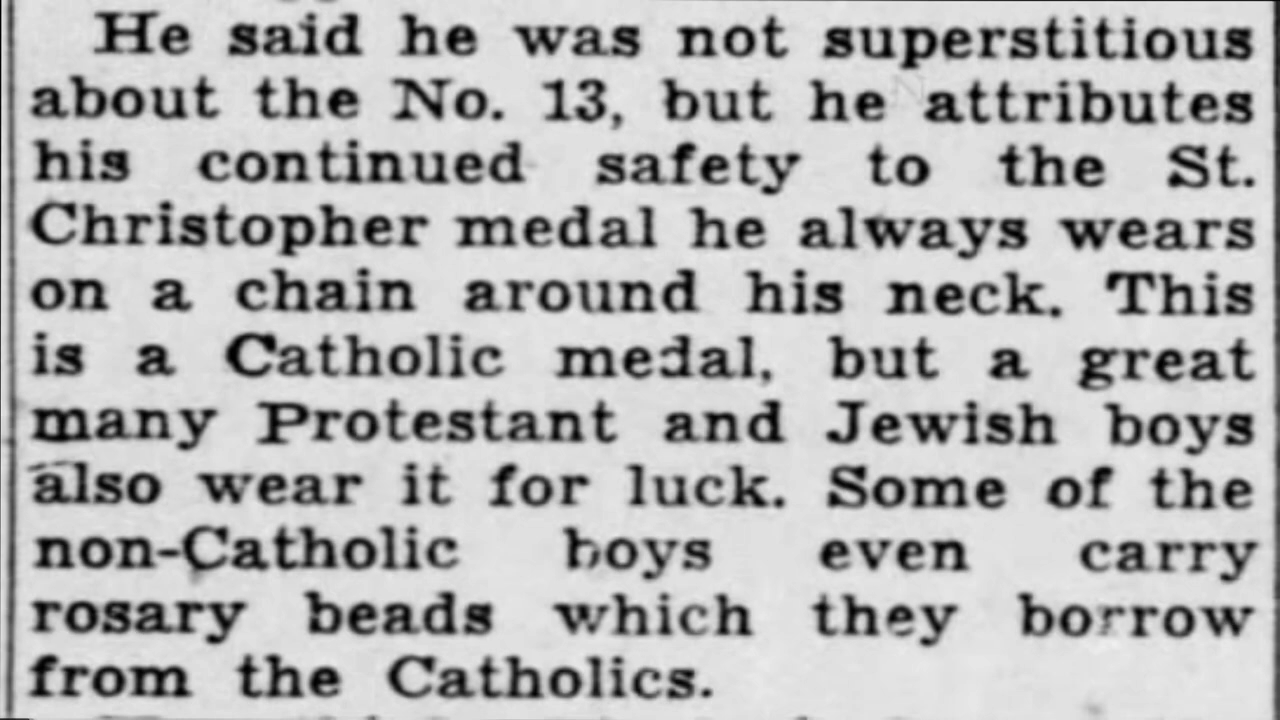 He said he was not superstitious
about the No. 13, but he attributes
his continued safety to the St.
Christopher medal he always wears
on a chain around his neck. This
is a Catholic medal, but a great
many Protestant and Jewish boys
also wear it for luck. Some of the
non-Catholic boys even carry
rosary beads which they borrow
from the Catholics.